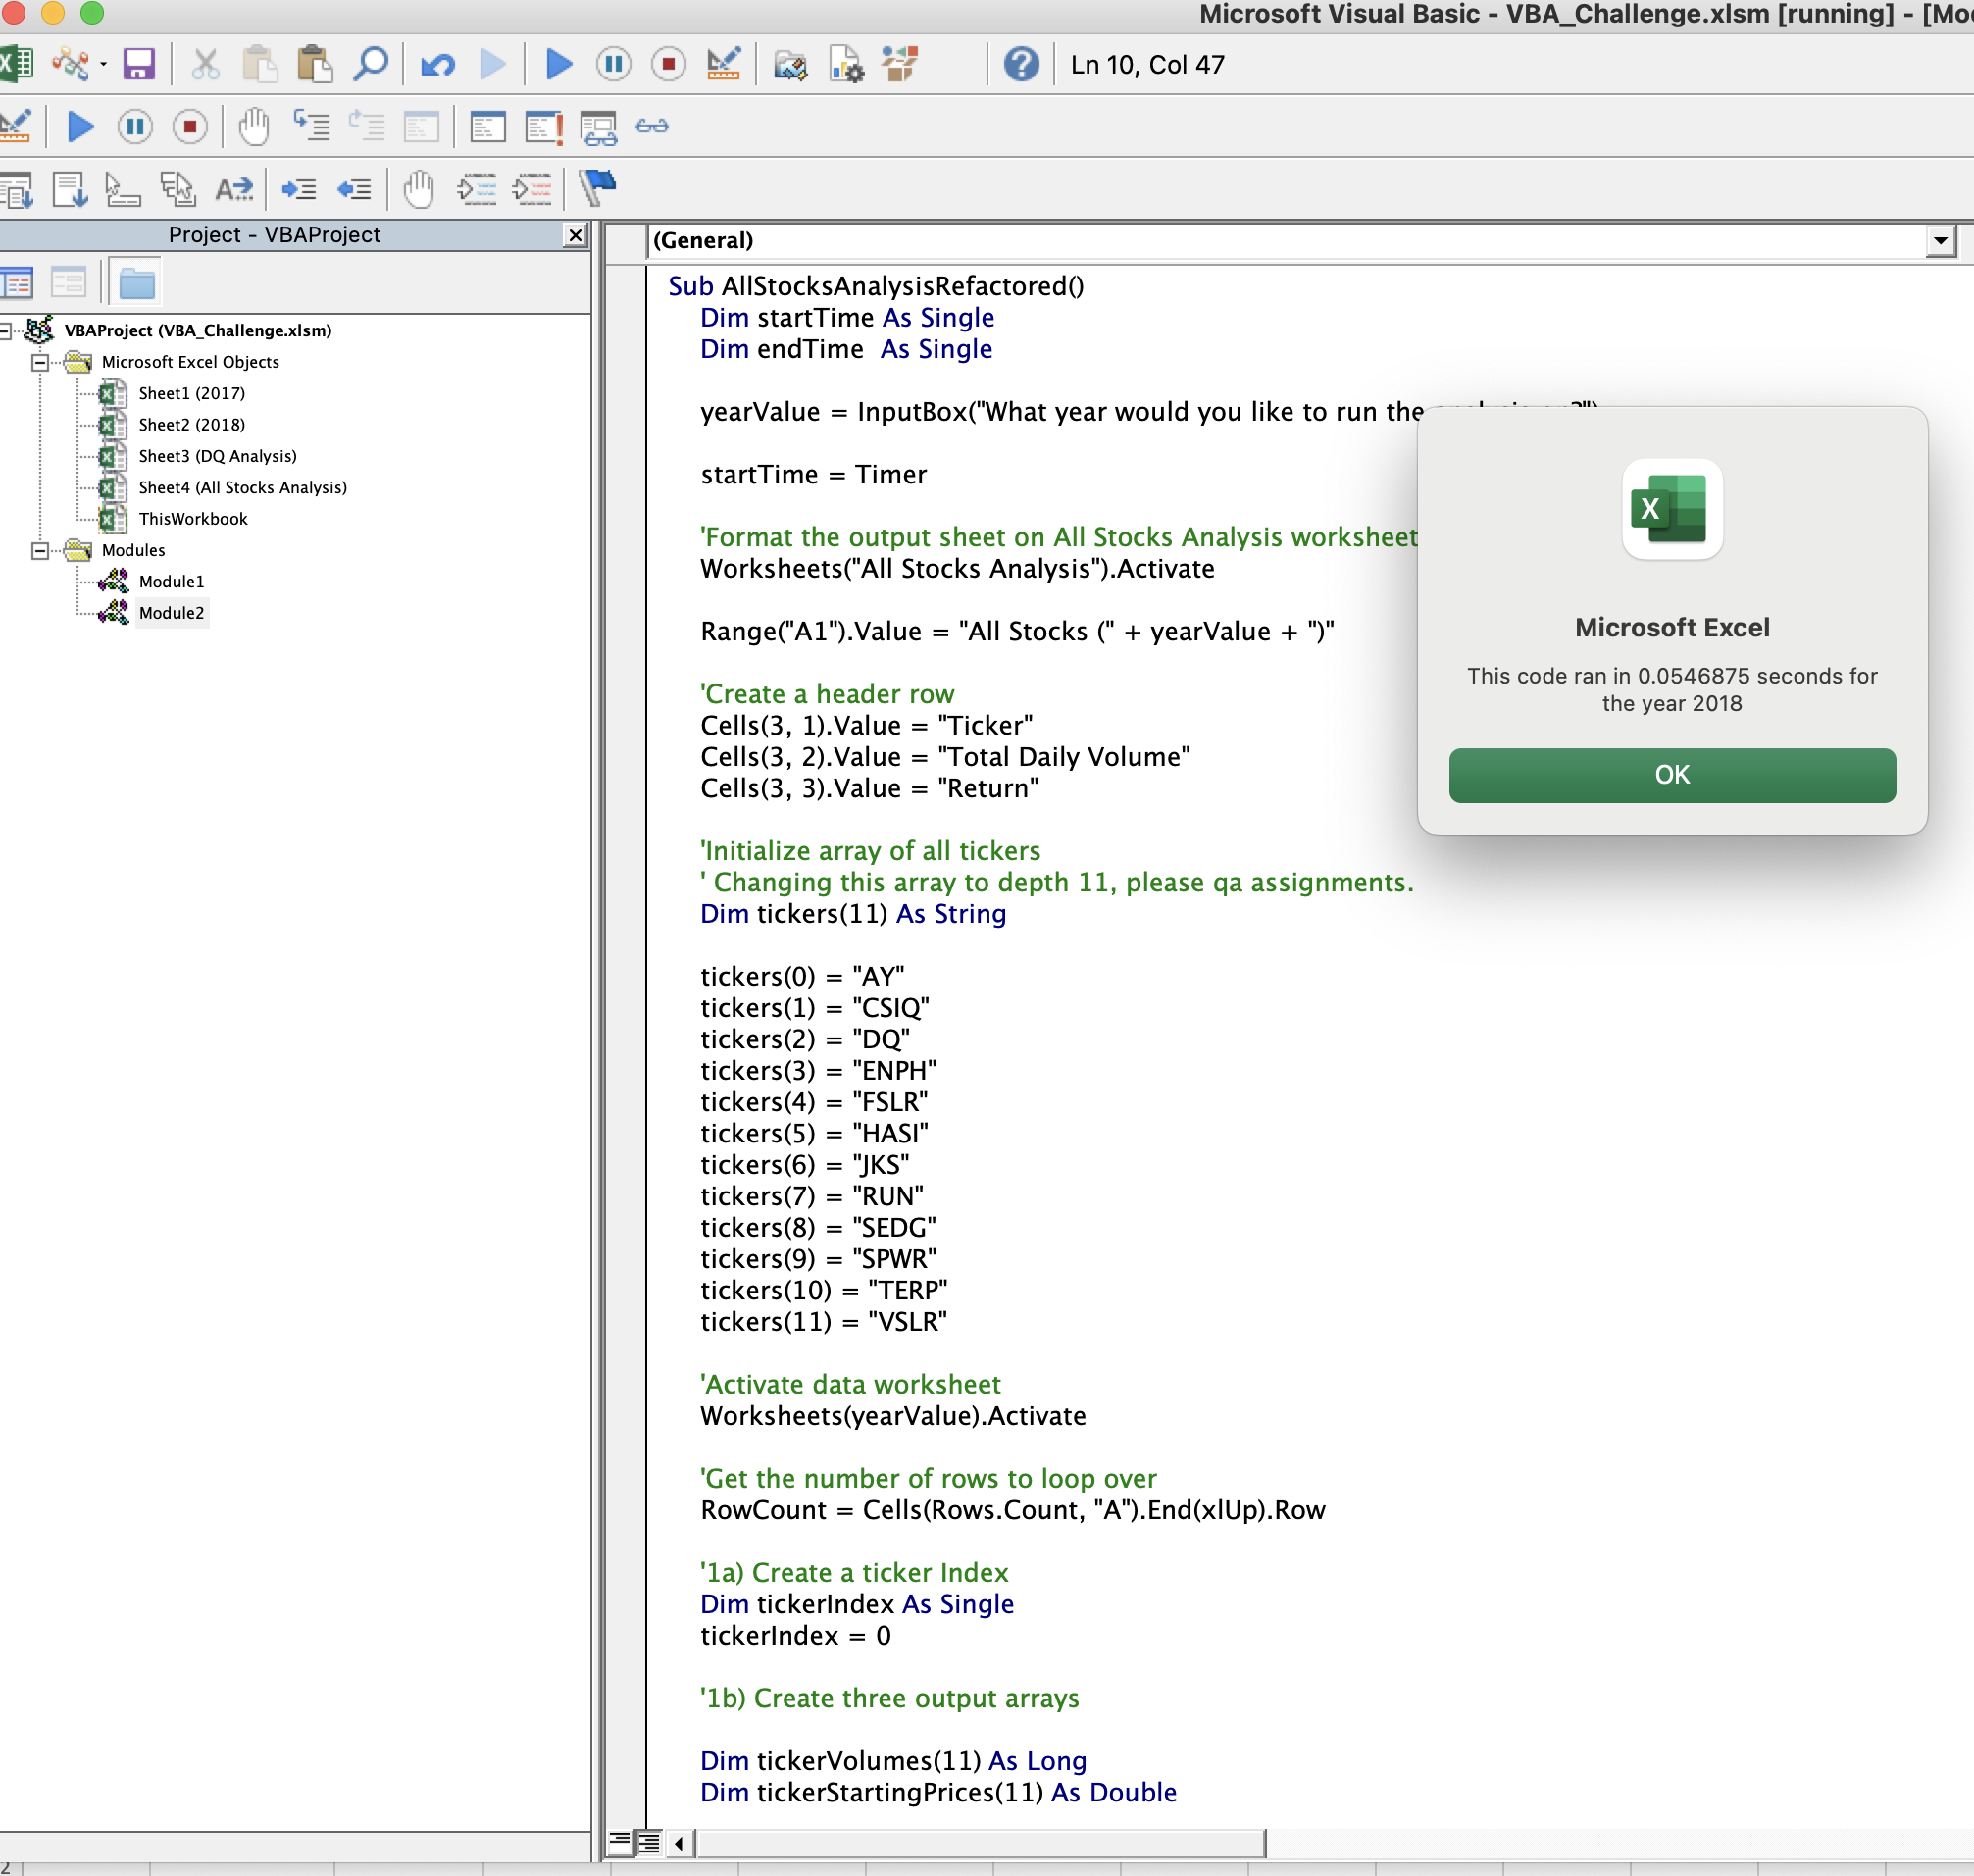 Microsoft Visual Basic - VBA_Challenge.xlsm [running] - [Mod
Ln 10, Col 47
Project - VBAProject
VBAProject (VBA_Challenge.xlsm)
Microsoft Excel Objects
Sheet1 (2017)
Sheet2 (2018)
Sheet3 (DQ Analysis)
Sheet4 (All Stocks Analysis)
ThisWorkbook
Modules
Module1
Module2
(General)
Sub AllStocksAnalysisRefactored()
Dim startTime As Single
Dim endTime  As Single
yearValue = InputBox("What year would you like to run the
startTime = Timer
'Format the output sheet on All Stocks Analysis worksheet
Worksheets("All Stocks Analysis").Activate
Range("A1").Value = "All Stocks (" + yearValue + ")"
'Create a header row
Cells(3, 1).Value = "Ticker"
Cells(3, 2).Value = "Total Daily Volume"
Cells(3, 3).Value = "Return"
'Initialize array of all tickers
' Changing this array to depth 11, please qa assignments.
Dim tickers(11) As String
tickers(0) = "AY"
tickers(1) = "CSIQ"
tickers(2) = "DQ"
tickers(3) = "ENPH"
tickers(4) = "FSLR"
tickers(5) = "HASI"
tickers(6) = "JKS"
tickers(7) = "RUN"
tickers(8) = "SEDG"
tickers(9) = "SPWR"
tickers(10) = "TERP"
tickers(11) = "VSLR"
'Activate data worksheet
Worksheets(yearValue).Activate
'Get the number of rows to loop over
RowCount = Cells(Rows.Count, "A").End(xlUp).Row
'1a) Create a ticker Index
Dim tickerIndex As Single
tickerIndex = 0
'1b) Create three output arrays
Dim tickerVolumes(11) As Long
Dim tickerStartingPrices(11) As Double
Microsoft Excel
This code ran in 0.0546875 seconds for
the year 2018
OK